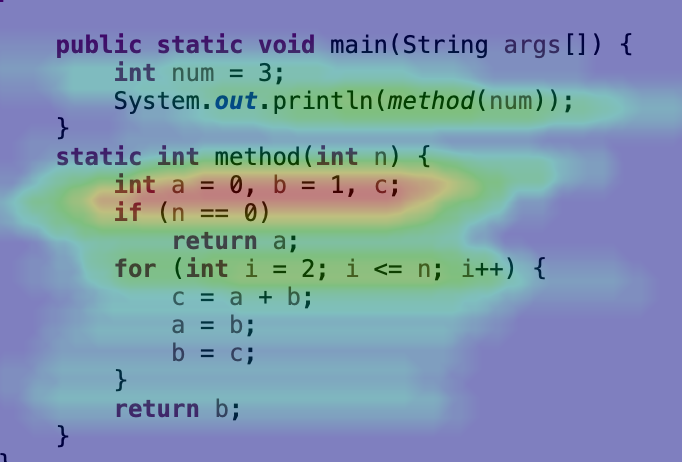 public static void main(String args[]) {
int num = 3;
System.out.println(method(num));
}
static int method(int n) {
int a = 0, b = 1, c;
if (n == 0)
return a;
for (int i = 2; i <= n; i++) {
c = a + b;
a = b;
b = c;
}
return b;
}
}